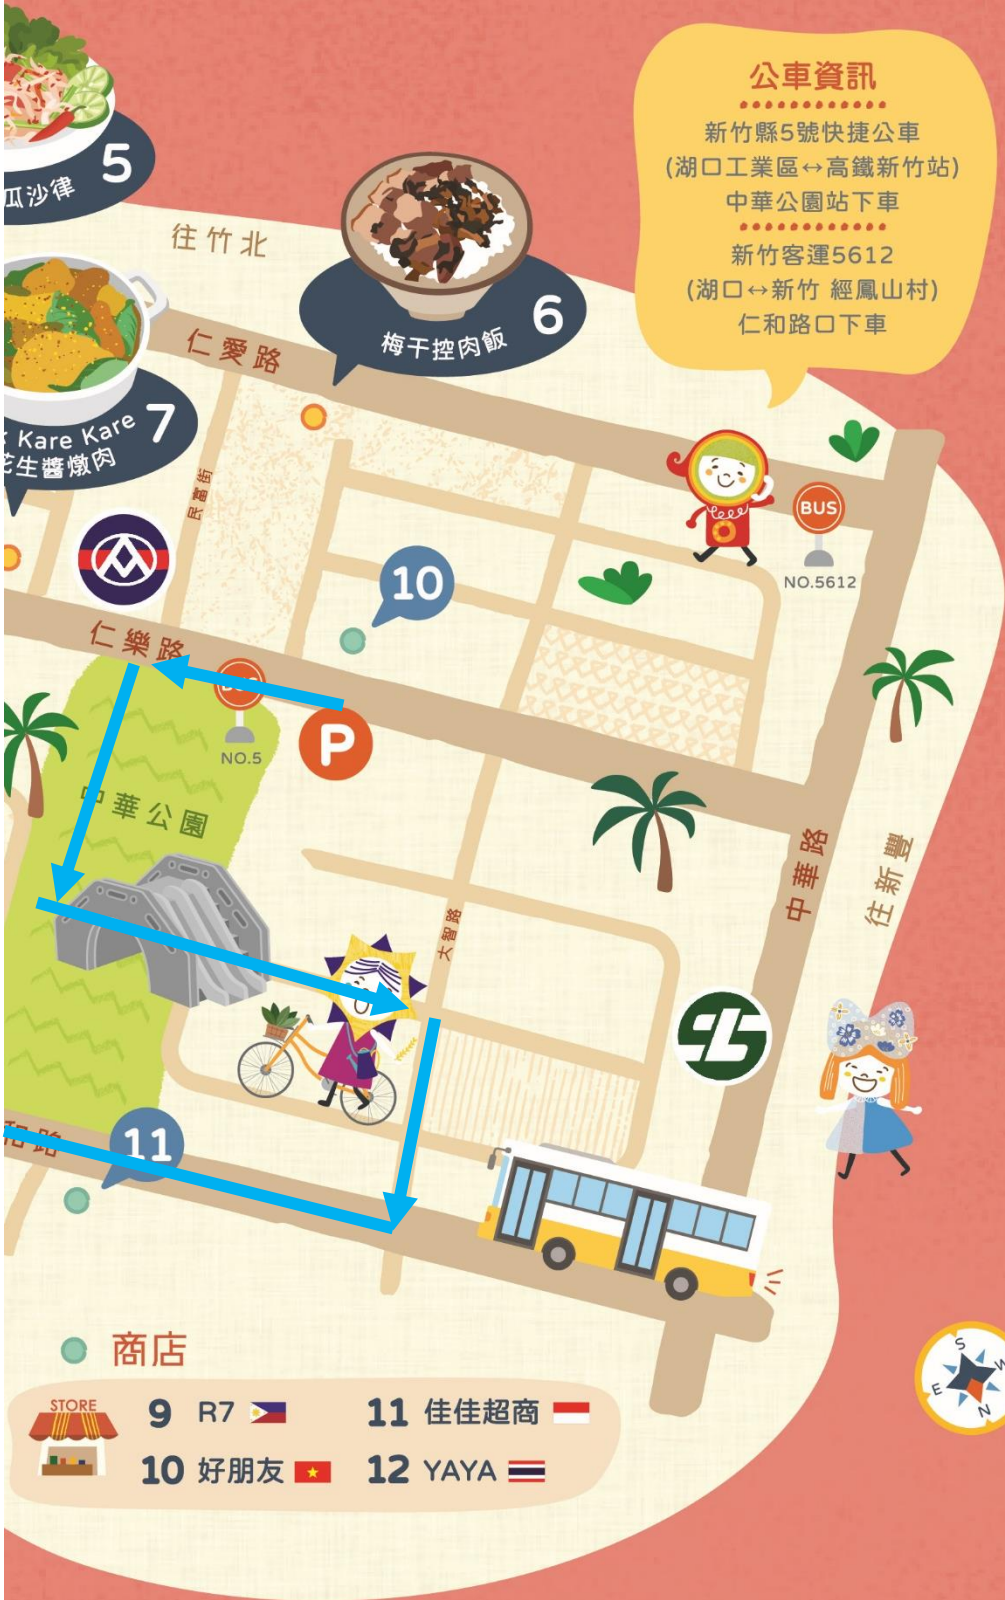 公車資訊
新竹縣5號快捷公車
(湖口工業區↔高鐵新竹站)
中華公園站下車
新竹客運5612
(湖口↔新竹 經鳳山村)
仁和路口下車
5
瓜沙律
往竹北
6
梅干控肉飯
仁愛路
7
Kare Kare
花生醬燉肉
民富街
BUS
NO.5612
10
仁樂路
NO.5
P
中華公園
中華路
往新豐
大智路
和路
11
商店
STORE
9 R7
11 佳佳超商
10 好朋友
12 YAYA
S
W
E
N